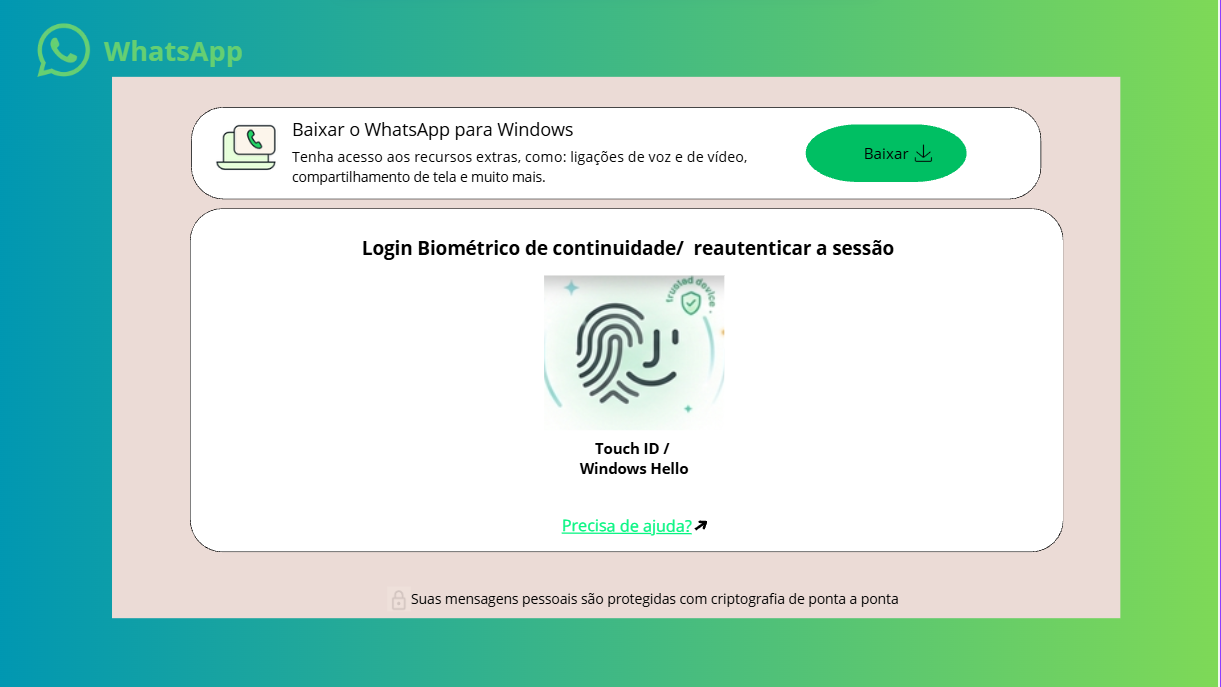 WhatsApp
Baixar o WhatsApp para Windows
Tenha acesso aos recursos extras, como: ligações de voz e de vídeo,
compartilhamento de tela e muito mais.
Baixar
Login Biométrico de continuidade/  reautenticar a sessão
trusted device
Touch ID /
Windows Hello
Precisa de ajuda?
Suas mensagens pessoais são protegidas com criptografia de ponta a ponta